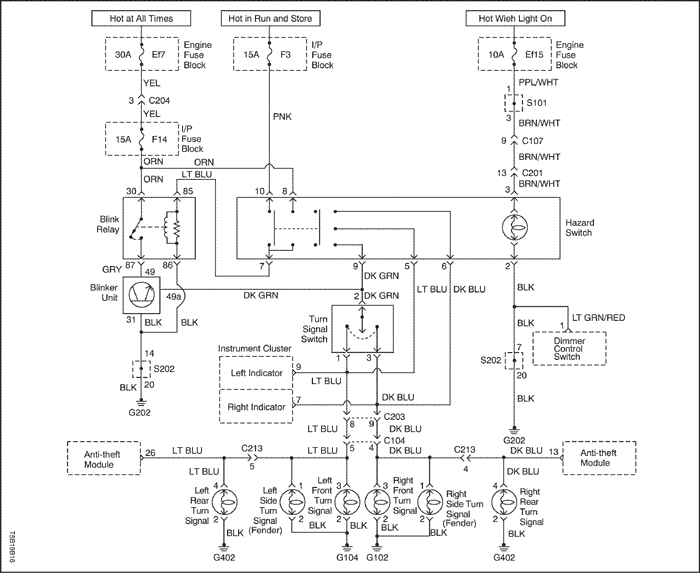 Hot at All Times
Hot in Run and Store
Hot Wieh Light On
30A Ef7
Engine
Fuse
Block
15A F3
I/P
Fuse
Block
10A Ef15
Engine
Fuse
Block
YEL
3 C204
YEL
15A F14
I/P
Fuse
Block
PNK
PPL/WHT
1
S101
3
BRN/WHT
9 C107
BRN/WHT
13 C201
BRN/WHT
ORN
ORN
ORN
LT BLU
30
85
10
8
3
Blink
Relay
Hazard
Switch
87
86
7
9
5
6
2
GRY
49
Blinker
Unit
49a
31
BLK
BLK
DK GRN
DK GRN
2
DK GRN
LT BLU
DK BLU
BLK
Turn
Signal
Switch
1
3
BLK
LT GRN/RED
1
Dimmer
Control
Switch
14
S202
20
BLK
G202
Instrument Cluster
Left Indicator
9
LT BLU
Right Indicator
7
DK BLU
7
S202
20
BLK
G202
C203
8
9
LT BLU
DK BLU
C104
5
4
Anti-theft
Module
26
LT BLU
C213
5
LT BLU
DK BLU
C213
4
DK BLU
13
Anti-theft
Module
LT BLU
LT BLU
DK BLU
DK BLU
4
1
3
3
1
4
Left
Rear
Turn
Signal
Left
Side
Turn
Signal
(Fender)
Left
Front
Turn
Signal
Right
Front
Turn
Signal
Right
Side Turn
Signal
(Fender)
Right
Rear
Turn
Signal
2
2
2
2
2
2
BLK
BLK
BLK
BLK
BLK
BLK
G402
G104
G102
G402
T5B19B16